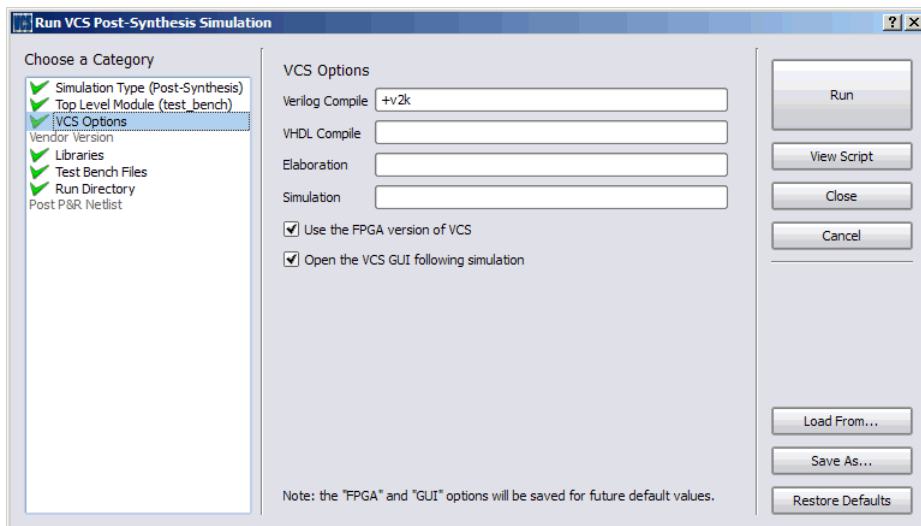 Run VCS Post-Synthesis Simulation
Choose a Category
Simulation Type (Post-Synthesis)
Top Level Module (test_bench)
VCS Options
Vendor Version
Libraries
Test Bench Files
Run Directory
Post P&R Netlist
VCS Options
Verilog Compile +v2k
VHDL Compile
Elaboration
Simulation
Use the FPGA version of VCS
Open the VCS GUI following simulation
Note: the "FPGA" and "GUI" options will be saved for future default values.
Run
View Script
Close
Cancel
Load From...
Save As...
Restore Defaults